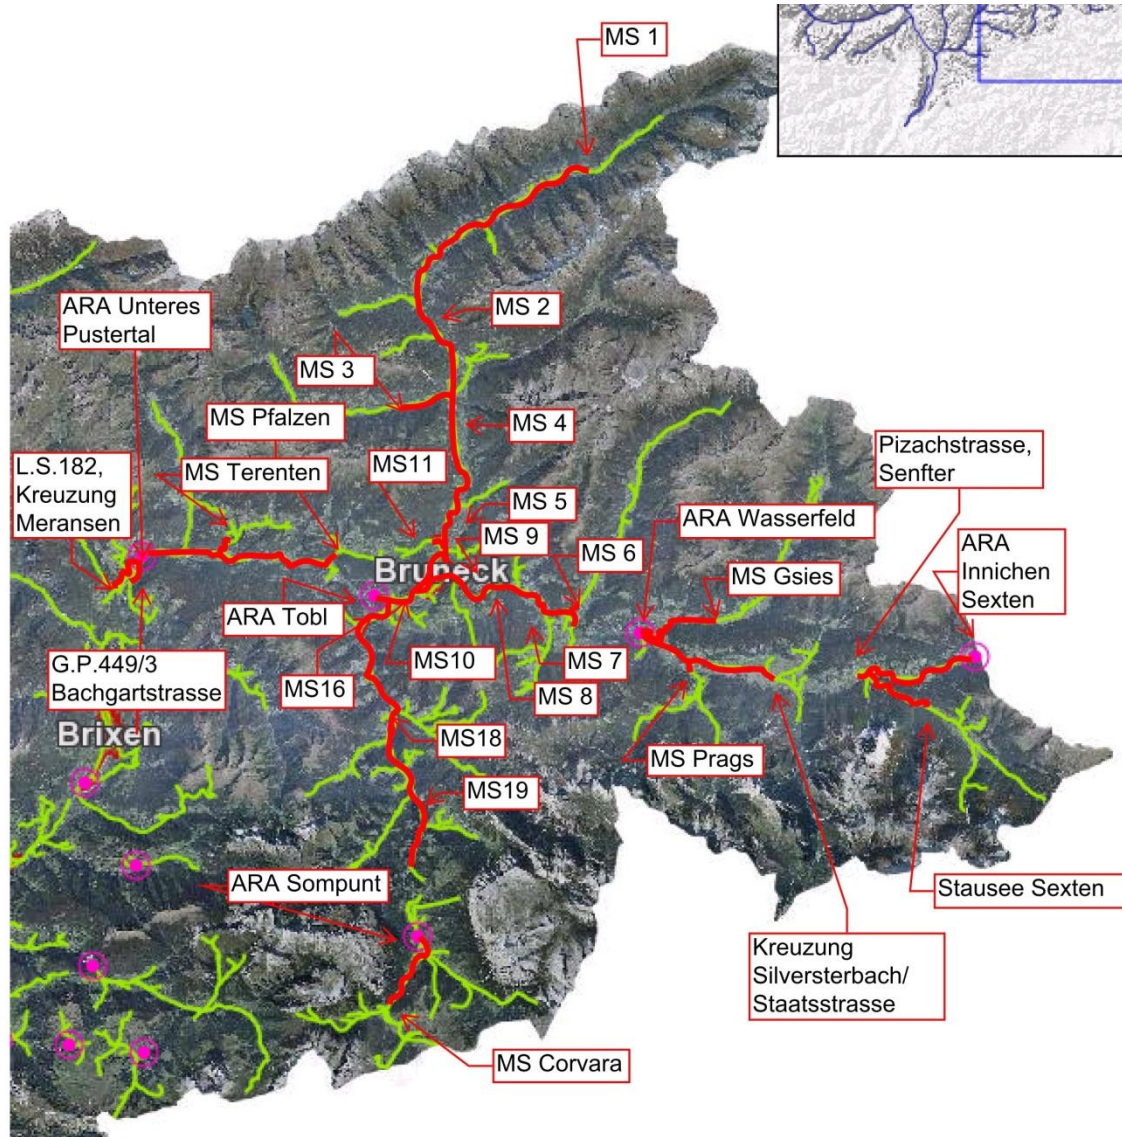 MS 1
ARA Unteres
Pustertal
MS 2
MS 3
MS Pfalzen
MS 4
L.S.182,
Kreuzung
Meransen
MS Terenten
MS11
Pizachstrasse,
Senfter
MS 5
ARA Wasserfeld
MS 9
MS 6
ARA
Innichen
Sexten
Bruneck
MS Gsies
ARA Tobl
G.P.449/3
Bachgartstrasse
MS10
MS 7
MS16
MS 8
Brixen
MS18
MS Prags
MS19
ARA Sompunt
Stausee Sexten
Kreuzung
Silversterbach/
Staatsstrasse
MS Corvara